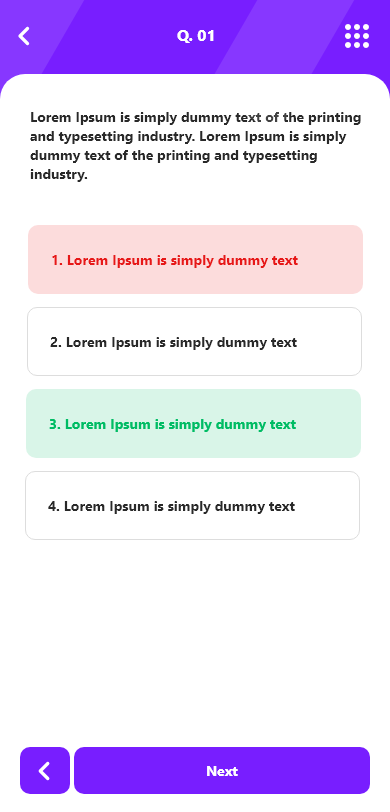 Q. 01
Lorem Ipsum is simply dummy text of the printing
and typesetting industry. Lorem Ipsum is simply
dummy text of the printing and typesetting
industry.
1. Lorem Ipsum is simply dummy text
2. Lorem Ipsum is simply dummy text
3. Lorem Ipsum is simply dummy text
4. Lorem Ipsum is simply dummy text
Next